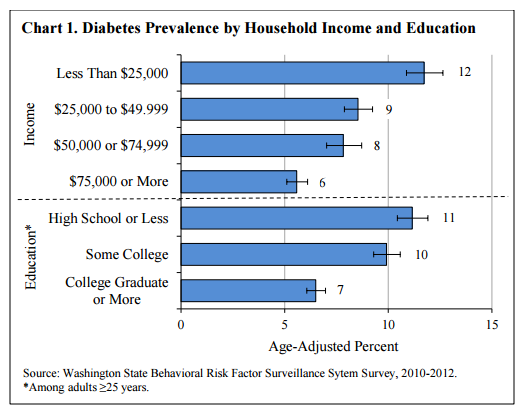 Chart 1. Diabetes Prevalence by Household Income and Education
Income
Less Than $25,000
12
$25,000 to $49.999
9
$50,000 or $74,999
8
$75,000 or More
6
Education*
High School or Less
11
Some College
10
College Graduate
or More
7
0 5 10 15
Age-Adjusted Percent
Source: Washington State Behavioral Risk Factor Surveillance Sytem Survey, 2010-2012.
*Among adults ≥25 years.